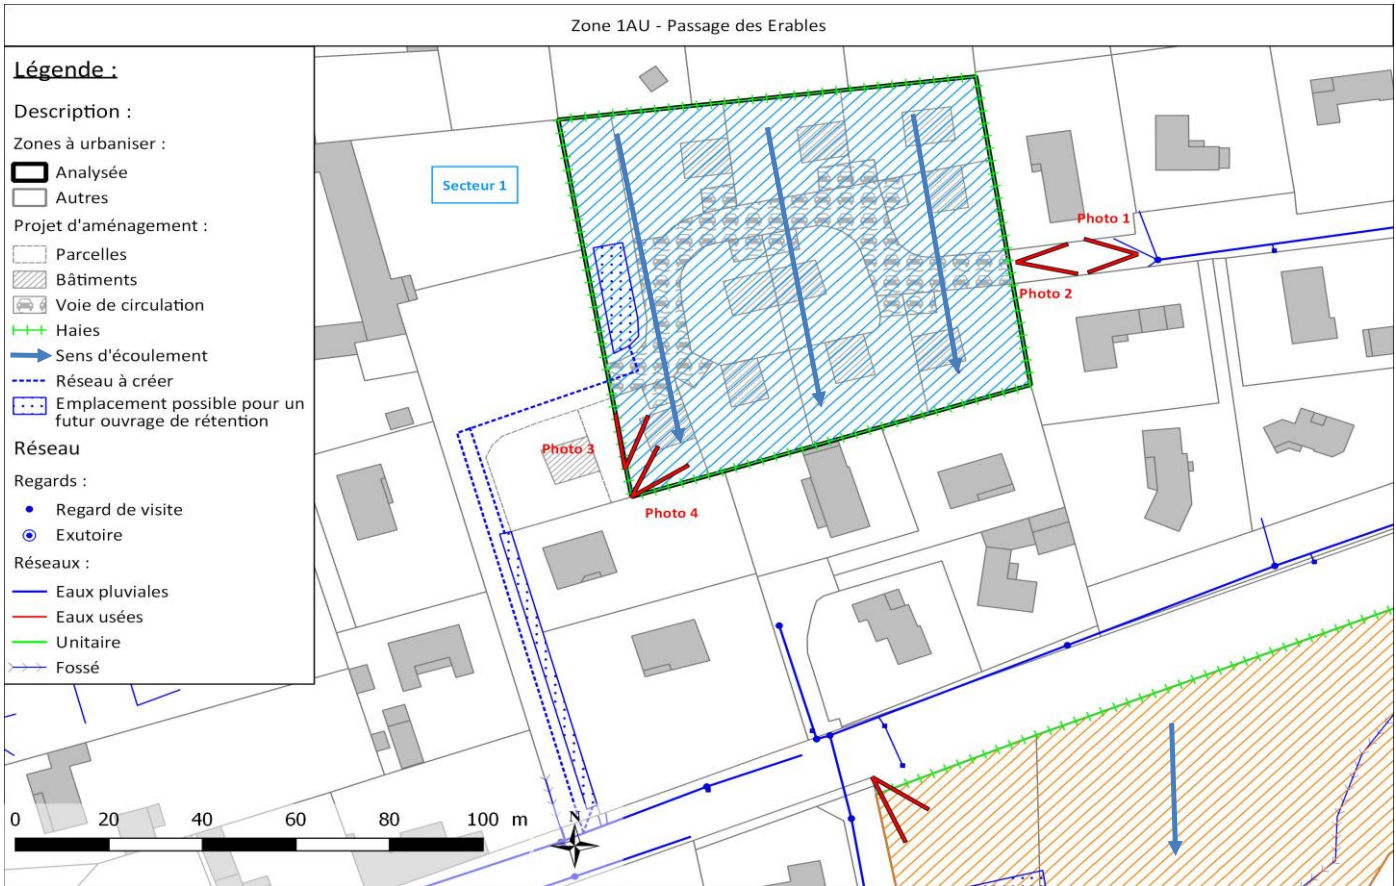 Zone 1AU - Passage des Erables
Légende :
Description :
Zones à urbaniser :
Analysée
Autres
Projet d'aménagement :
Parcelles
Bâtiments
Voie de circulation
Haies
Sens d'écoulement
Réseau à créer
Emplacement possible pour un
futur ouvrage de rétention
Réseau
Regards :
Regard de visite
Exutoire
Réseaux :
Eaux pluviales
Eaux usées
Unitaire
Fossé
Secteur 1
Photo 1
Photo 2
Photo 3
Photo 4
0 20 40 60 80 100 m
N